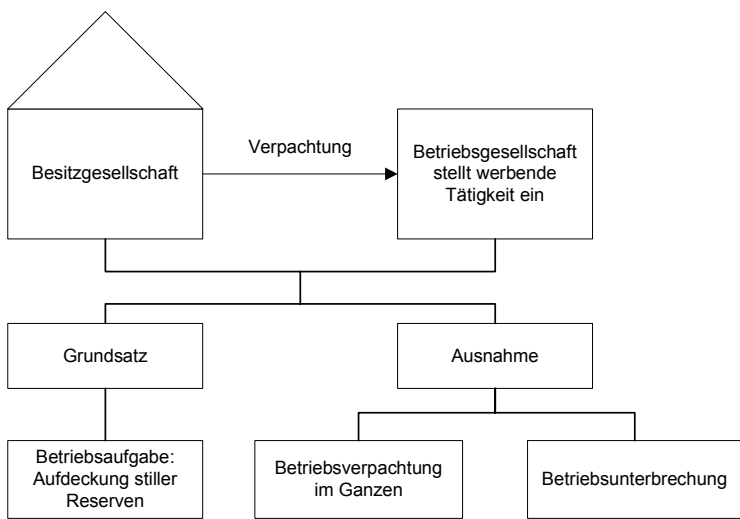 Besitzgesellschaft
Verpachtung
Betriebsgesellschaft
stellt werbende
Tätigkeit ein
Grundsatz
Ausnahme
Betriebsaufgabe:
Aufdeckung stiller
Reserven
Betriebsverpachtung
im Ganzen
Betriebsunterbrechung